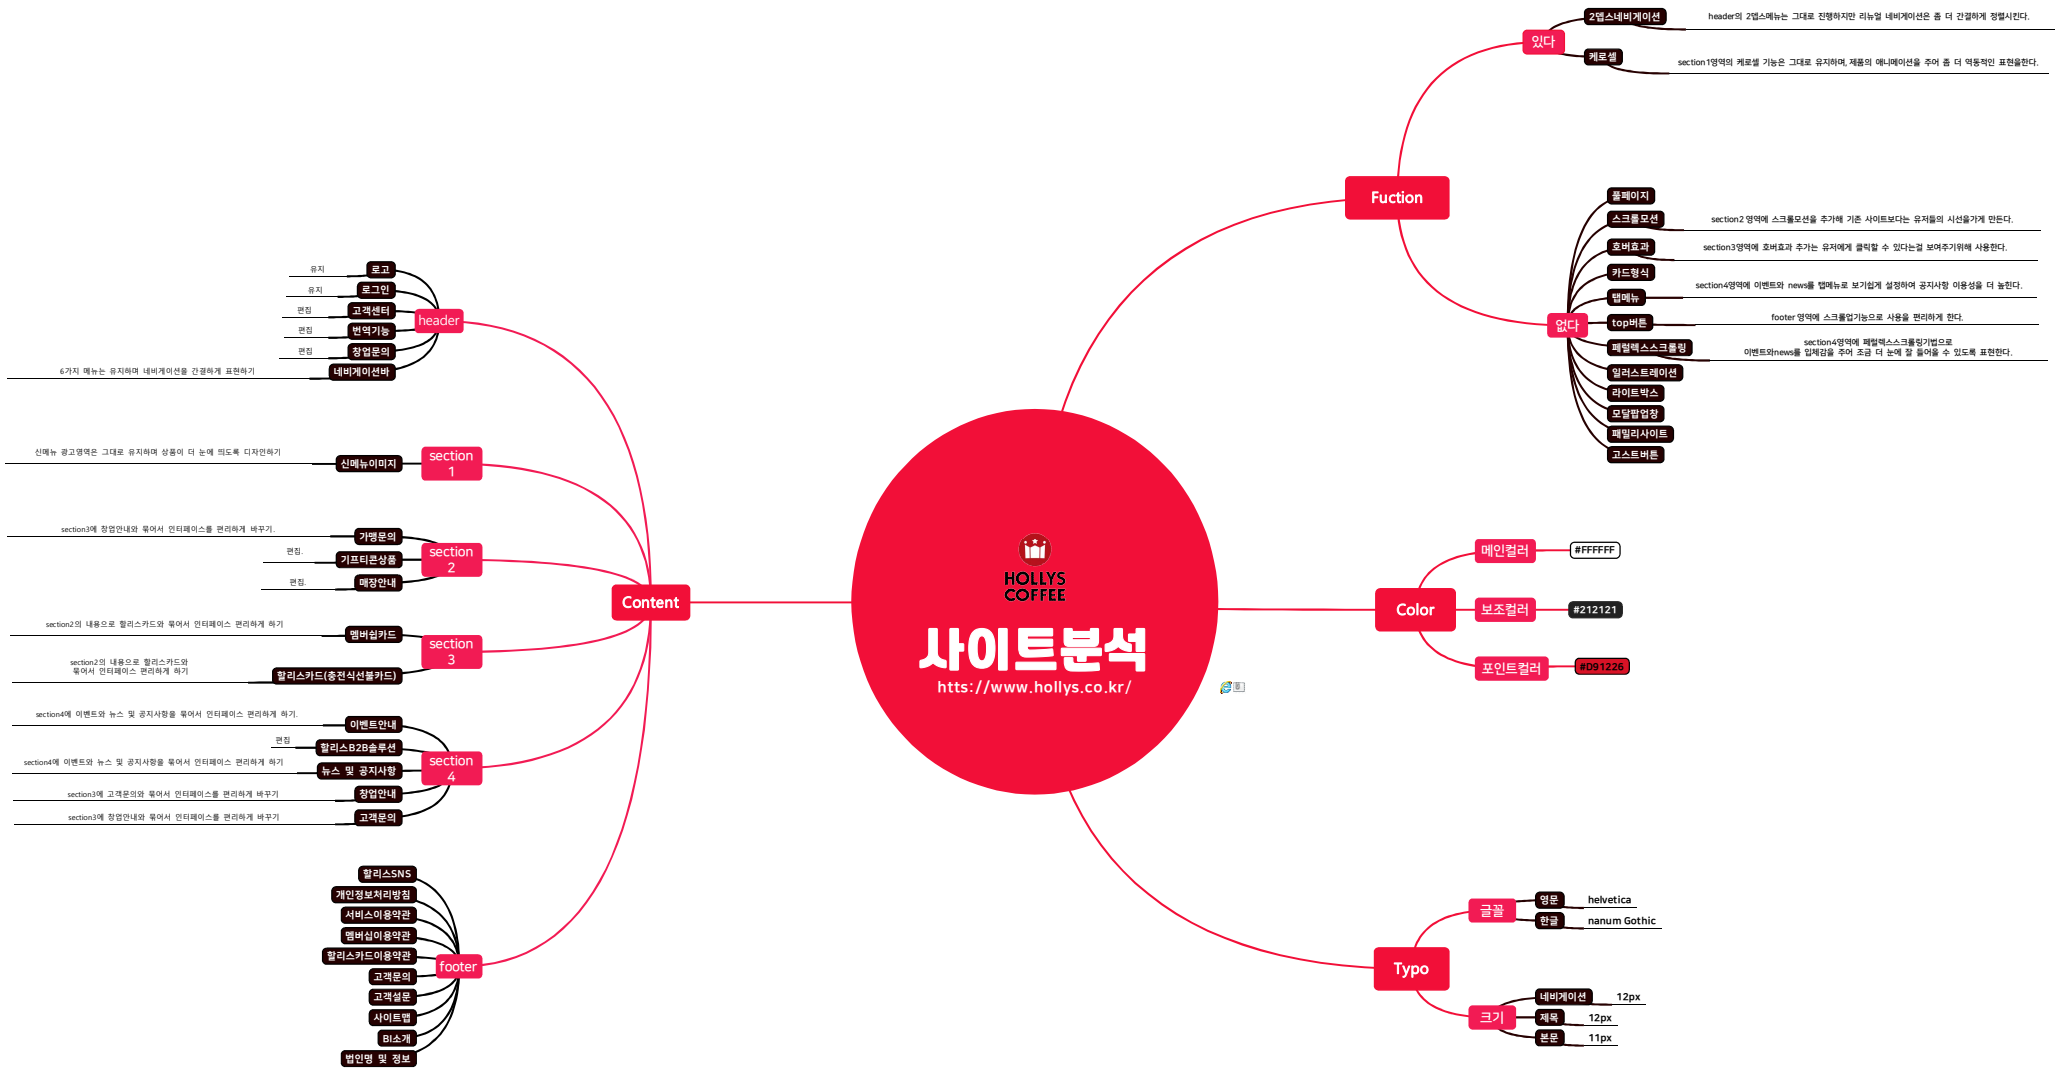 HOLLYS
COFFEE
사이트분석
htts://www.hollys.co.kr/
Fuction
있다
2뎁스네비게이션
header의 2뎁스메뉴는 그대로 진행하지만 리뉴얼 네비게이션은 좀 더 간결하게 정렬시킨다.
케로셀
section1영역의 케로셀 기능은 그대로 유지하며, 제품의 애니메이션을 주어 좀 더 역동적인 표현을한다.
없다
풀페이지
스크롤모션
section2 영역에 스크롤모션을 추가해 기존 사이트보다는 유저들의 시선을가게 만든다.
호버효과
section3영역에 호버효과 추가는 유저에게 클릭할 수 있다는걸 보여주기위해 사용한다.
카드형식
탭메뉴
section4영역에 이벤트와 news를 탭메뉴로 보기쉽게 설정하여 공지사항 이용성을 더 높힌다.
top버튼
footer 영역에 스크롤업기능으로 사용을 편리하게 한다.
페럴렉스스크롤링
section4영역에 페럴렉스스크롤링기법으로
이벤트와news를 입체감을 주어 조금 더 눈에 잘 들어올 수 있도록 표현한다.
일러스트레이션
라이트박스
모달팝업창
패밀리사이트
고스트버튼
Color
메인컬러
#FFFFFF
보조컬러
#212121
포인트컬러
#D91226
Typo
글꼴
영문
helvetica
한글
nanum Gothic
크기
네비게이션
12px
제목
12px
본문
11px
Content
header
로고
유지
로그인
유지
고객센터
편집
번역기능
편집
창업문의
편집
네비게이션바
6가지 메뉴는 유지하며 네비게이션을 간결하게 표현하기
section
1
신메뉴이미지
신메뉴 광고영역은 그대로 유지하며 상품이 더 눈에 띄도록 디자인하기
section
2
가맹문의
section3에 창업안내와 묶어서 인터페이스를 편리하게 바꾸기.
기프티콘상품
편집.
매장안내
편집.
section
3
멤버쉽카드
section2의 내용으로 할리스카드와 묶어서 인터페이스 편리하게 하기
할리스카드(충전식선불카드)
section2의 내용으로 할리스카드와
묶어서 인터페이스 편리하게 하기
section
4
이벤트안내
section4에 이벤트와 뉴스 및 공지사항을 묶어서 인터페이스 편리하게 하기.
할리스B2B솔루션
편집
뉴스 및 공지사항
section4에 이벤트와 뉴스 및 공지사항을 묶어서 인터페이스 편리하게 하기
창업안내
section3에 고객문의와 묶어서 인터페이스를 편리하게 바꾸기
고객문의
section3에 창업안내와 묶어서 인터페이스를 편리하게 바꾸기
footer
할리스SNS
개인정보처리방침
서비스이용약관
멤버십이용약관
할리스카드이용약관
고객문의
고객설문
사이트맵
BI소개
법인명 및 정보